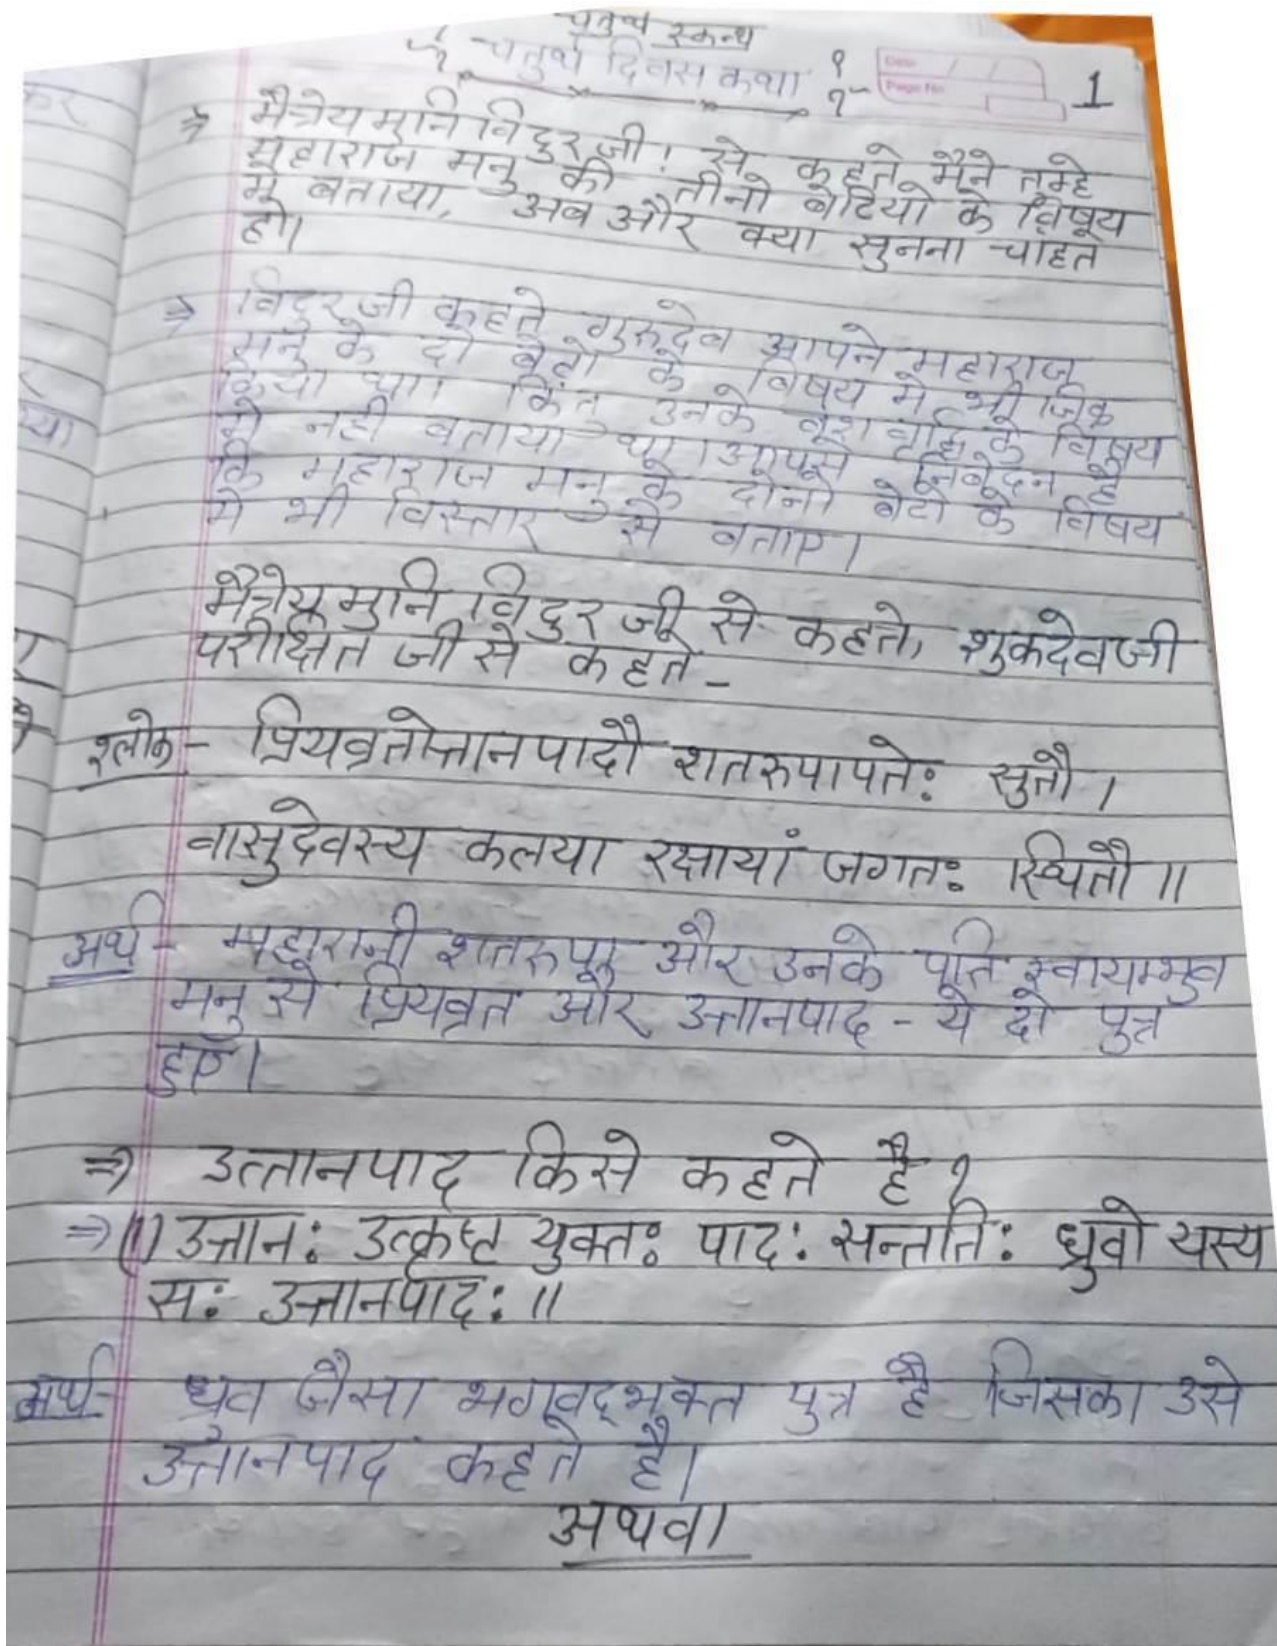 चतुर्थ स्कन्ध
चतुर्थ दिवस कथा
Date
Page No
1
⇒ मैत्रेय मुनि विदुर जी! से कहते मैने तुम्हे
महाराज मनु की तीनो बेटियो के विषय
मे बताया, अब और क्या सुनना चाहते
हो।
⇒ विदुर जी कहते गुरुदेव आपने महाराज
मनु के दो बेटो के विषय मे भी जिक्र
किया था। किंतु उनके वंश वृद्धि के विषय
मे नही बताया था। आपसे निवेदन है
कि महाराज मनु के दोनो बेटो के विषय
मे भी विस्तार से बताए।
मैत्रेय मुनि विदुर जी से कहते, शुकदेवजी
परीक्षित जी से कहते -
श्लोक - प्रियव्रतोत्तानपादौ शतरुपापतेः सुतौ ।
वासुदेवस्य कलया रक्षायां जगतः स्थितौ ॥
अर्थ - महारानी शतरुपा और उनके पति स्वायम्भुव
मनु से प्रियव्रत और उत्तानपाद - ये दो पुत्र
हुए।
⇒ उत्तानपाद किसे कहते है ?
⇒ (1) उत्तानः उत्कृष्ट युक्तः पादः सन्ततिः ध्रुवो यस्य
सः उत्तानपादः ॥
अर्थ - ध्रुव जैसा भगवद्भक्त पुत्र है जिसका उसे
उत्तानपाद कहते है।
अथवा